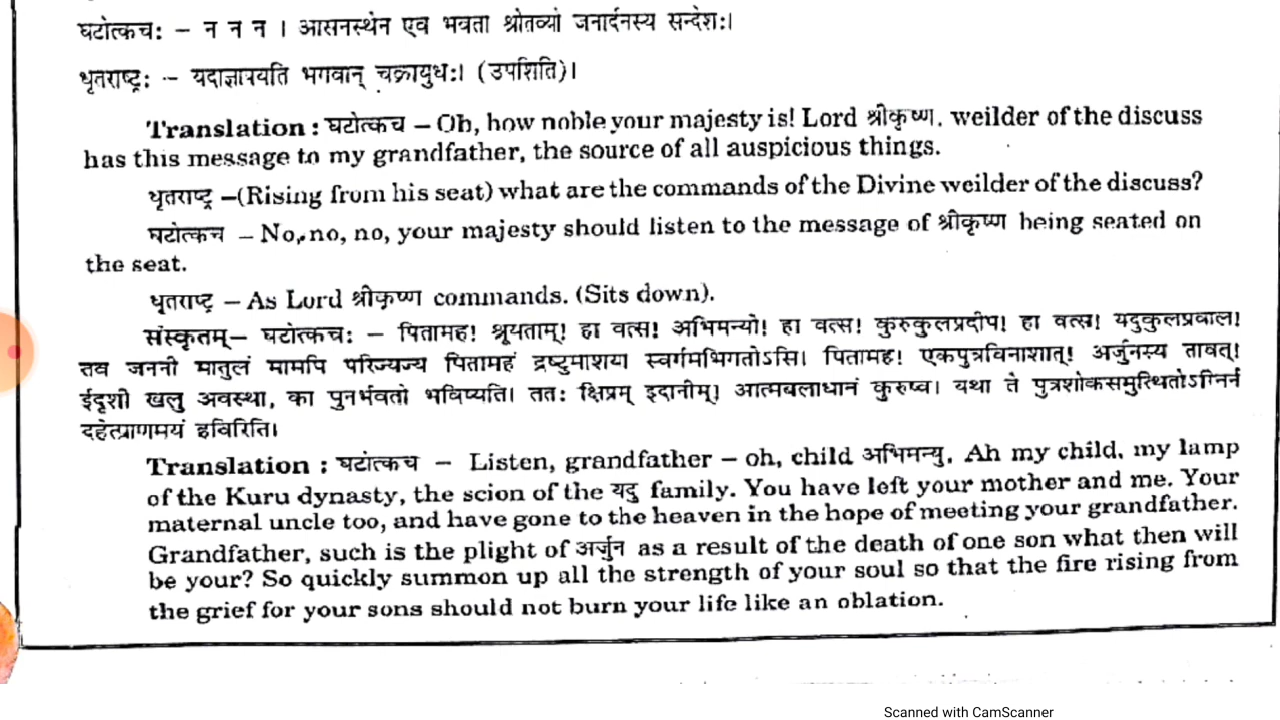 घटोत्कचः – न न न । आसनस्थेन एव भवता श्रोतव्यो जनार्दनस्य सन्देशः।
धृतराष्ट्रः – यदाज्ञापयति भगवान् चक्रायुधः। (उपशिति)।
Translation : घटोत्कच – Oh, how noble your majesty is! Lord श्रीकृष्ण. weilder of the discuss
has this message to my grandfather, the source of all auspicious things.
धृतराष्ट्र –(Rising from his seat) what are the commands of the Divine weilder of the discuss?
घटोत्कच – No, no, no, your majesty should listen to the message of श्रीकृष्ण being seated on
the seat.
धृतराष्ट्र – As Lord श्रीकृष्ण commands. (Sits down).
संस्कृतम्– घटोत्कचः – पितामह! श्रूयताम्! हा वत्स! अभिमन्यो! हा वत्स! कुरुकुलप्रदीप! हा वत्स! यदुकुलप्रवाल!
तव जननी मातुलं मामपि परित्यज्य पितामहं द्रष्टुमाशया स्वर्गमभिगतोऽसि। पितामह! एकपुत्रविनाशात्! अर्जुनस्य तावत्!
ईदृशी खलु अवस्था, का पुनर्भवतो भविष्यति। ततः क्षिप्रम् इदानीम्! आत्मबलाधानं कुरुष्व। यथा ते पुत्रशोकसमुत्थितोऽग्निर्न
दहेत्प्राणमयं हविरिति।
Translation : घटोत्कच – Listen, grandfather – oh, child अभिमन्यु. Ah my child, my lamp
of the Kuru dynasty, the scion of the यदु family. You have left your mother and me. Your
maternal uncle too, and have gone to the heaven in the hope of meeting your grandfather.
Grandfather, such is the plight of अर्जुन as a result of the death of one son what then will
be your? So quickly summon up all the strength of your soul so that the fire rising from
the grief for your sons should not burn your life like an oblation.
Scanned with CamScanner